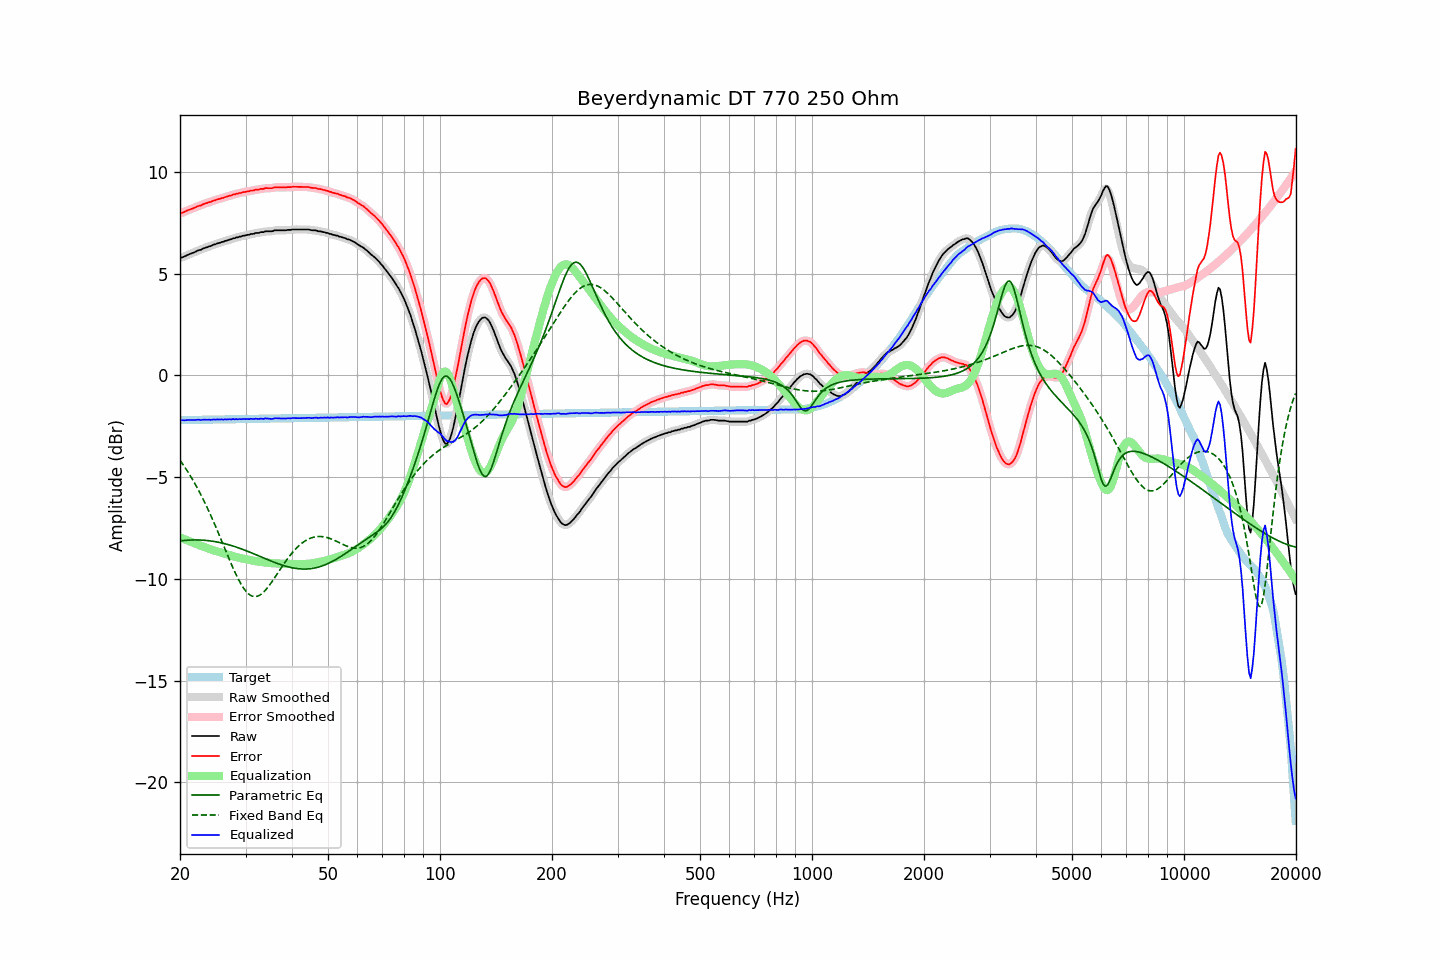 Beyerdynamic DT 770 250 Ohm
Amplitude (dBr)
10
5
0
−5
−10
−15
−20
Target
Raw Smoothed
Error Smoothed
Raw
Error
Equalization
Parametric Eq
Fixed Band Eq
Equalized
20
50
100
200
500
1000
2000
5000
10000
20000
Frequency (Hz)